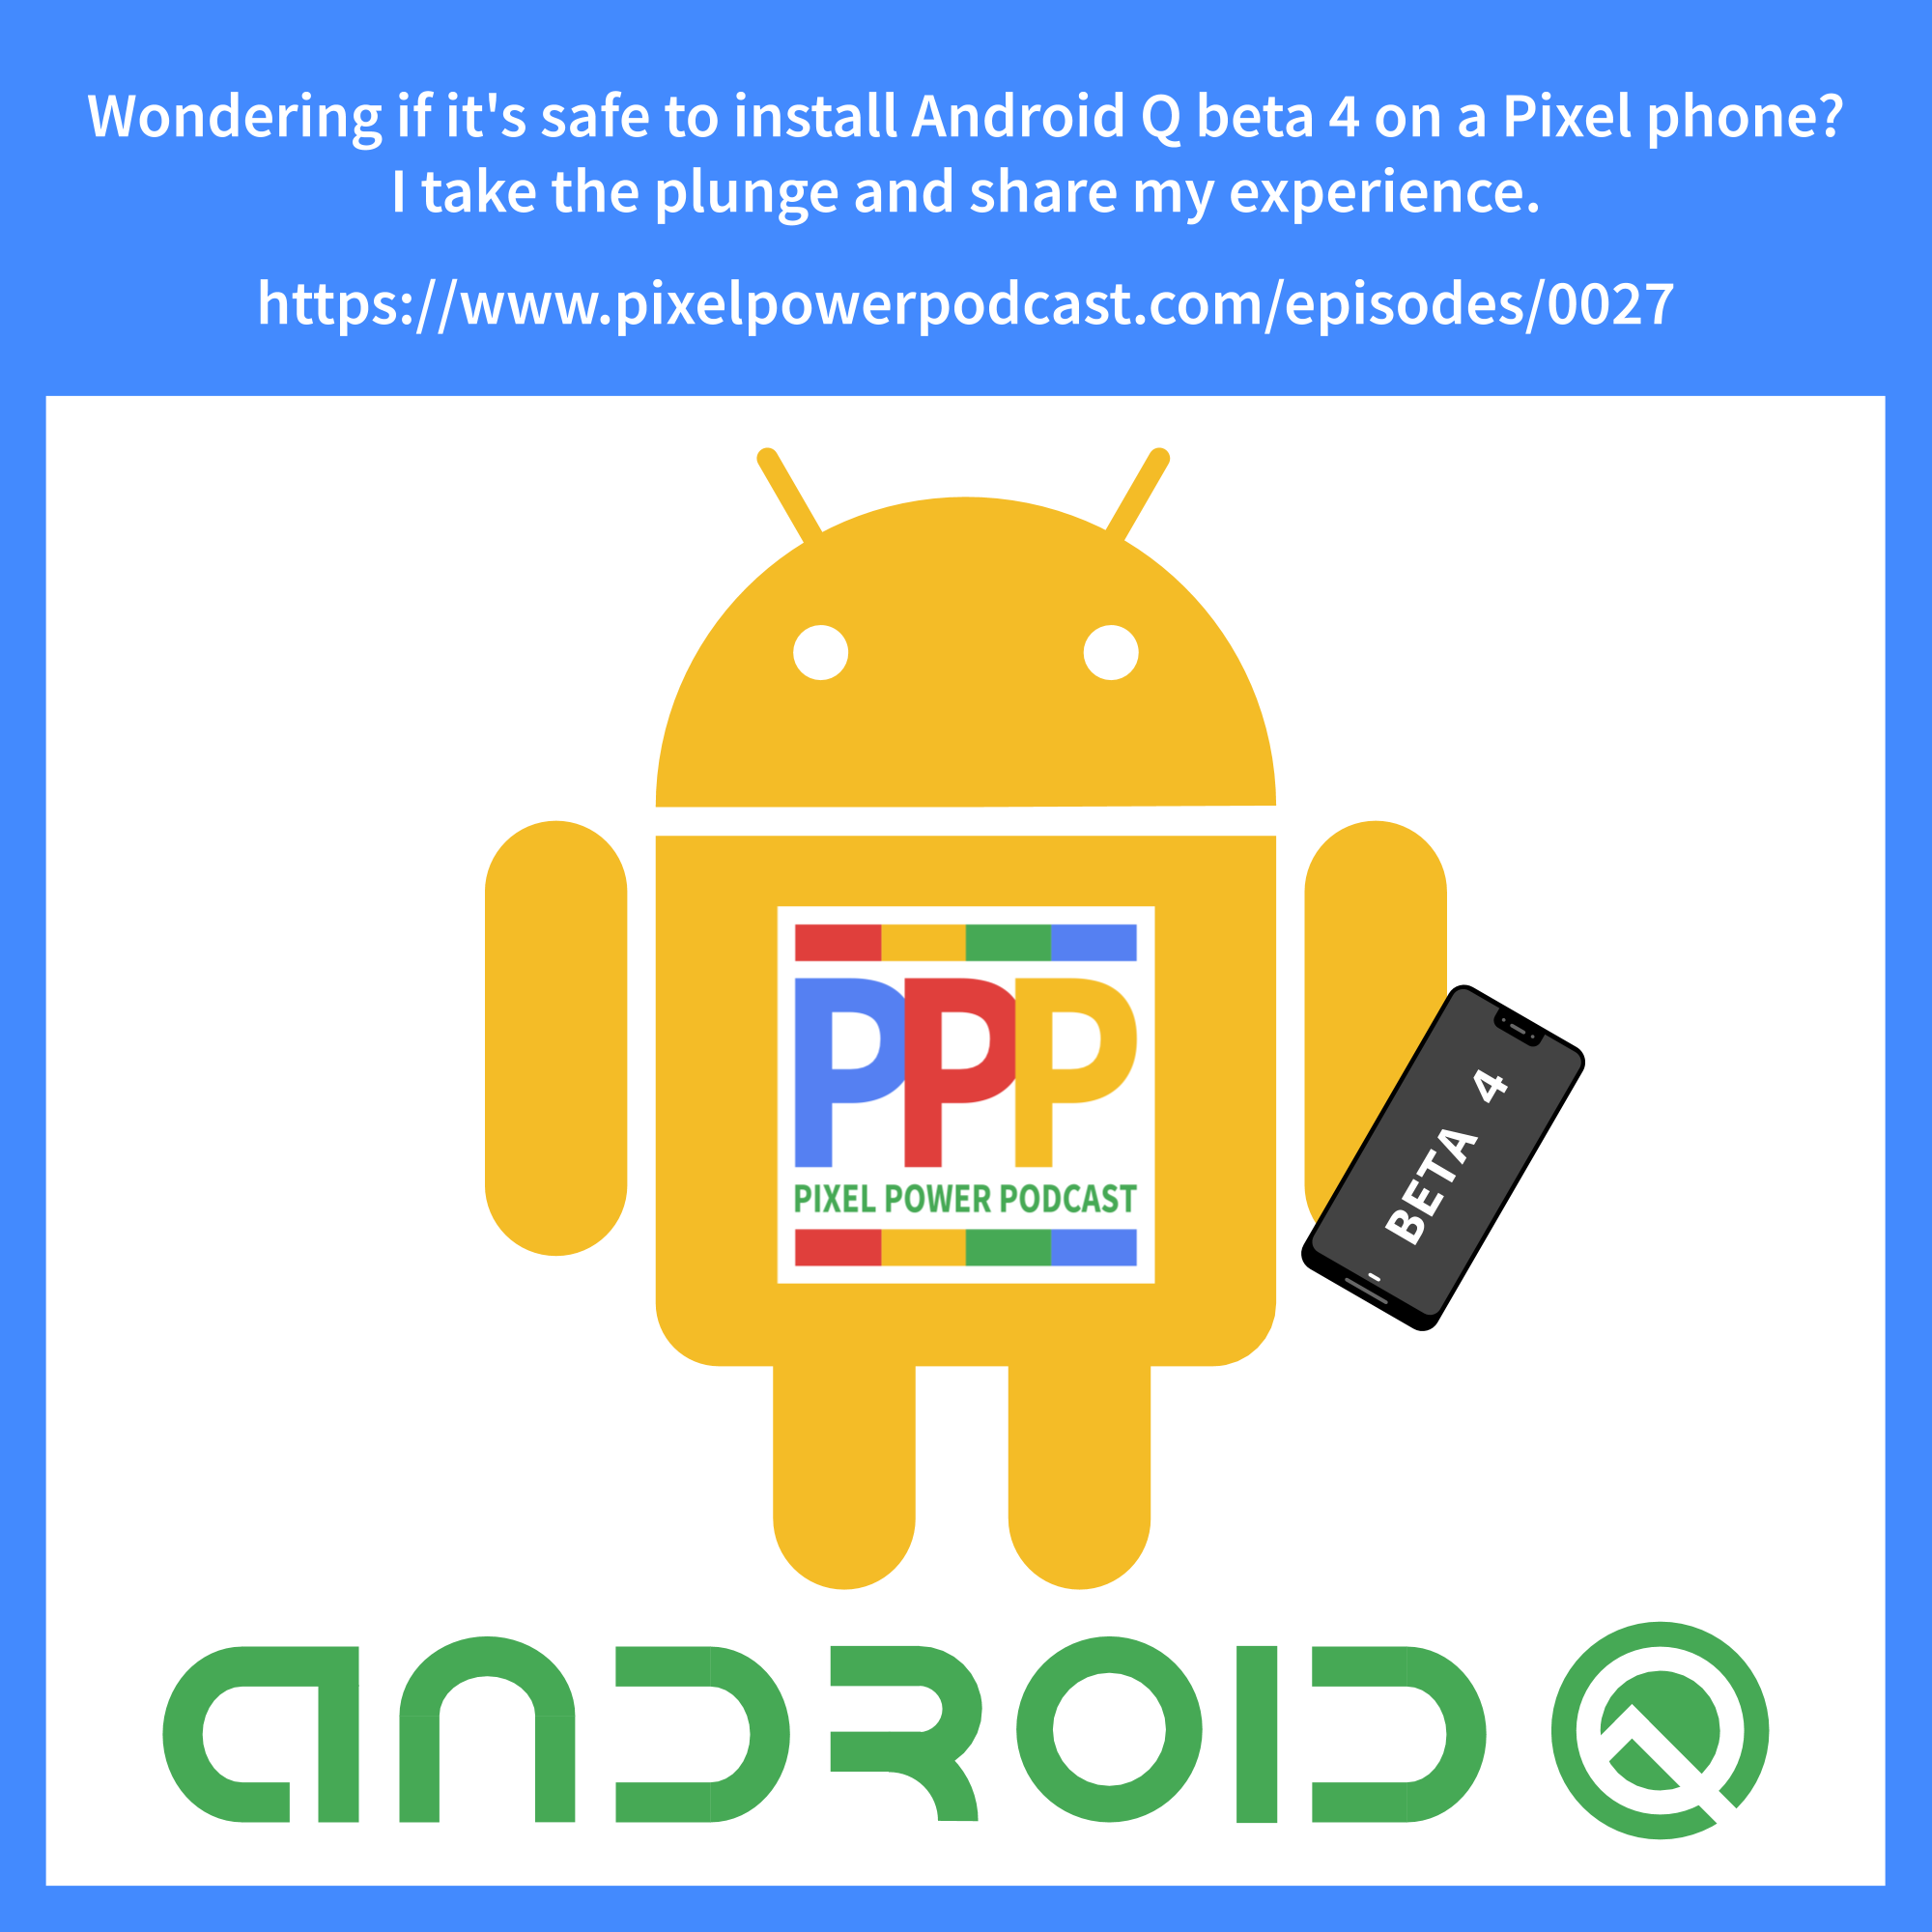 Wondering if it's safe to install Android Q beta 4 on a Pixel phone?
I take the plunge and share my experience.
https://www.pixelpowerpodcast.com/episodes/0027
PPP
PIXEL POWER PODCAST
BETA 4
ANDROID Q